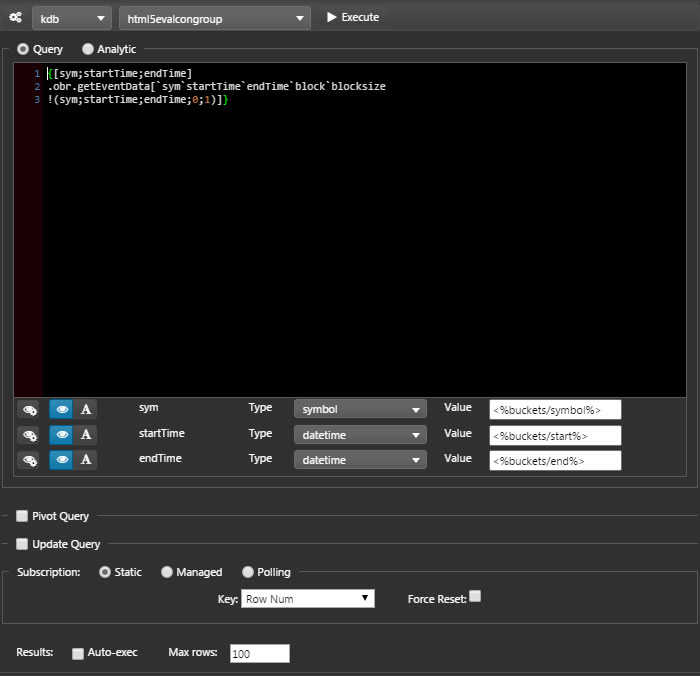 kdb html5evalcongroup Execute
Query Analytic
1 {[sym;startTime;endTime]
2 .obr.getEventData[`sym`startTime`endTime`block`blocksize
3 !(sym;startTime;endTime;0;1)]}
A sym Type symbol Value <%buckets/symbol%>
A startTime Type datetime Value <%buckets/start%>
A endTime Type datetime Value <%buckets/end%>
Pivot Query
Update Query
Subscription: Static Managed Polling
Key: Row Num Force Reset:
Results: Auto-exec Max rows: 100